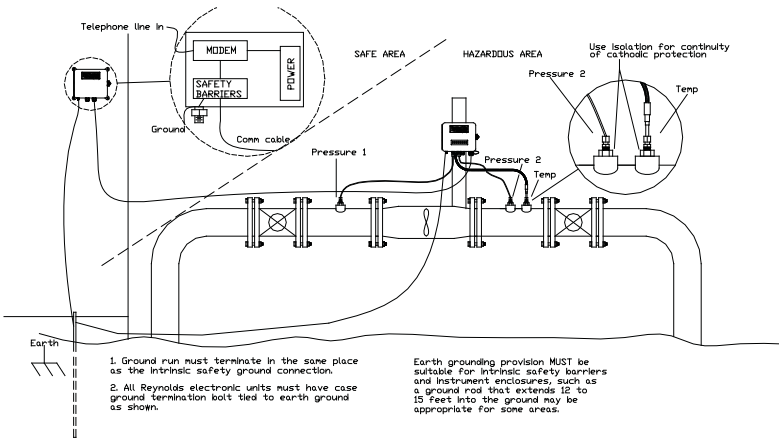 Telephone line in
MODEM
POWER
SAFETY
BARRIERS
Ground
Comm cable
SAFE AREA
HAZARDOUS AREA
Use isolation for continuity
of cathodic protection
Pressure 2
Temp
Pressure 1
Pressure 2
Temp
Earth
1. Ground run must terminate in the same place
as the intrinsic safety ground connection.
2. All Reynolds electronic units must have case
ground termination bolt tied to earth ground
as shown.
Earth grounding provision MUST be
suitable for intrinsic safety barriers
and instrument enclosures, such as
a ground rod that extends 12 to
15 feet into the ground may be
appropriate for some areas.